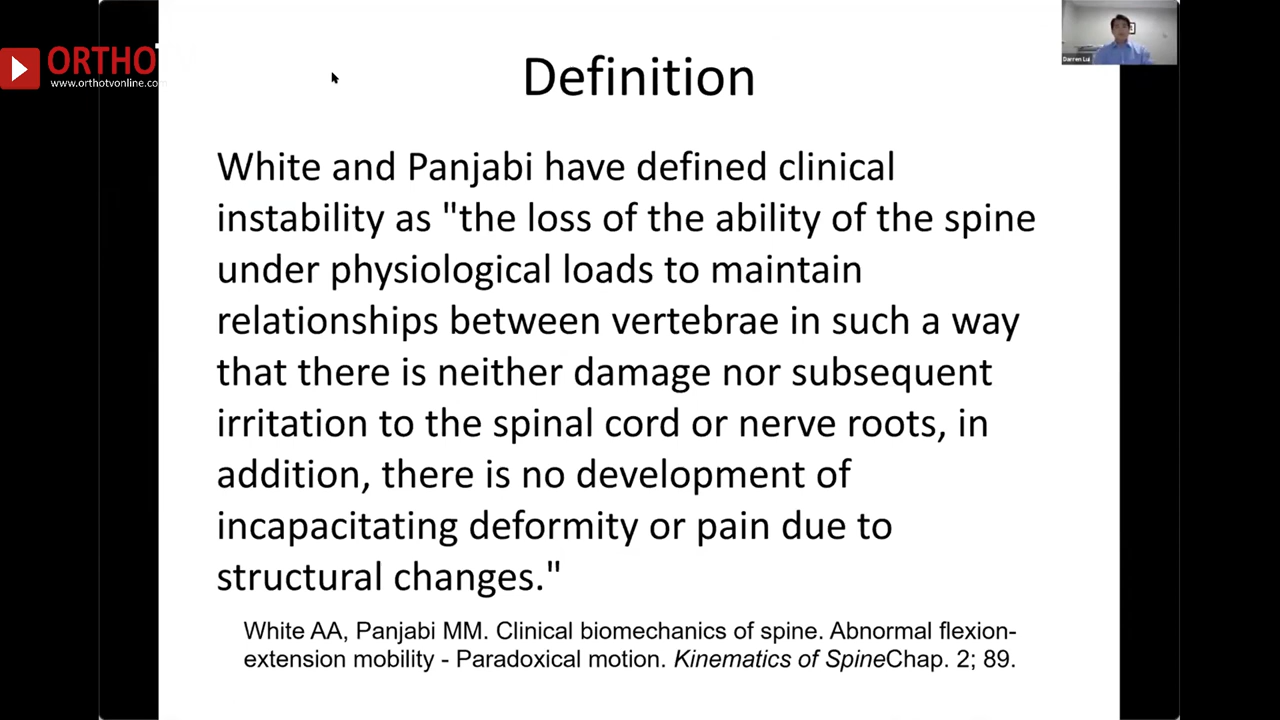 ORTHOT
www.orthotvonline.com
Darren Lui
Definition
White and Panjabi have defined clinical
instability as "the loss of the ability of the spine
under physiological loads to maintain
relationships between vertebrae in such a way
that there is neither damage nor subsequent
irritation to the spinal cord or nerve roots, in
addition, there is no development of
incapacitating deformity or pain due to
structural changes."
White AA, Panjabi MM. Clinical biomechanics of spine. Abnormal flexion-
extension mobility - Paradoxical motion. Kinematics of SpineChap. 2; 89.